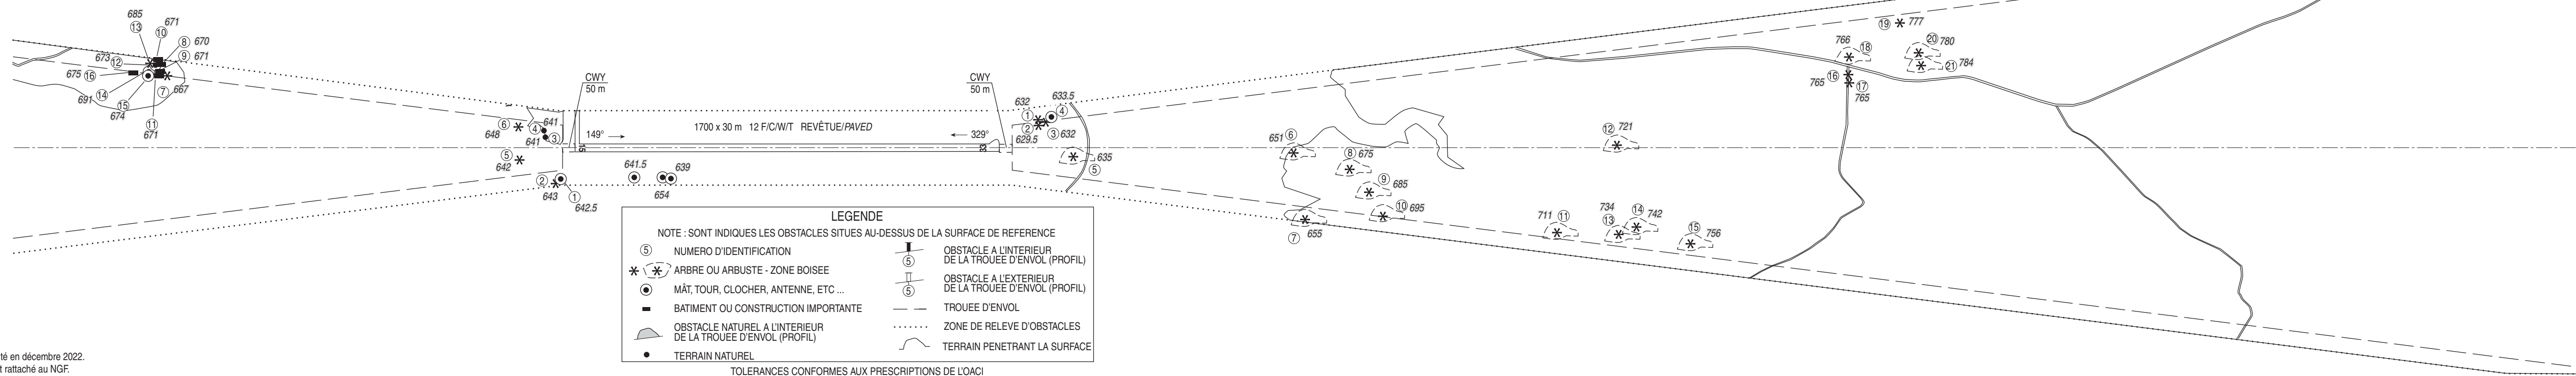 685
⑬ ⑩ 671
⑧ 670
673 ⑨ 671
⑫
675 ⑯
⑭ ⑦ 667
691 ⑮
674 ⑪
671
⑥ ④ 641
648
641 ③
⑤
642
②
643 ①
642.5
CWY
50 m
149°
15
1700 x 30 m 12 F/C/W/T REVÊTUE/PAVED
641.5 639
654
CWY
50 m
329°
33
632 633.5
① ④
② ③ 632
629.5
635
⑤
651 ⑥
⑧ 675
⑨
685
⑩ 695
⑦ 655
711 ⑪
⑫ 721
734 ⑭ 742
⑬
⑮ 756
⑲ 777
766 ⑱
⑳ 780
㉑ 784
⑯
765 ⑰
765
LEGENDE
NOTE : SONT INDIQUES LES OBSTACLES SITUES AU-DESSUS DE LA SURFACE DE REFERENCE
⑤ NUMERO D'IDENTIFICATION
ARBRE OU ARBUSTE - ZONE BOISEE
MÂT, TOUR, CLOCHER, ANTENNE, ETC ...
BATIMENT OU CONSTRUCTION IMPORTANTE
OBSTACLE NATUREL A L'INTERIEUR
DE LA TROUEE D'ENVOL (PROFIL)
TERRAIN NATUREL
OBSTACLE A L'INTERIEUR
⑤ DE LA TROUEE D'ENVOL (PROFIL)
OBSTACLE A L'EXTERIEUR
⑤ DE LA TROUEE D'ENVOL (PROFIL)
TROUEE D'ENVOL
ZONE DE RELEVE D'OBSTACLES
TERRAIN PENETRANT LA SURFACE
TOLERANCES CONFORMES AUX PRESCRIPTIONS DE L'OACI
té en décembre 2022.
t rattaché au NGF.